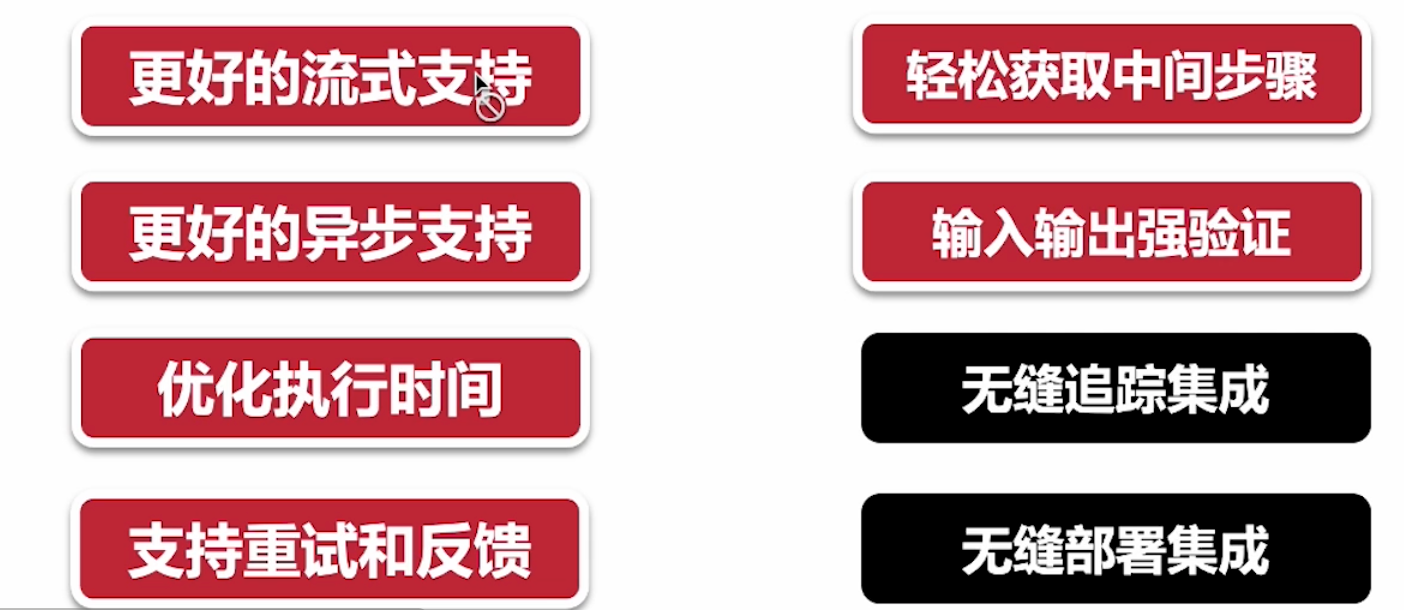 更好的流式支持
轻松获取中间步骤
更好的异步支持
输入输出强验证
优化执行时间
无缝追踪集成
支持重试和反馈
无缝部署集成